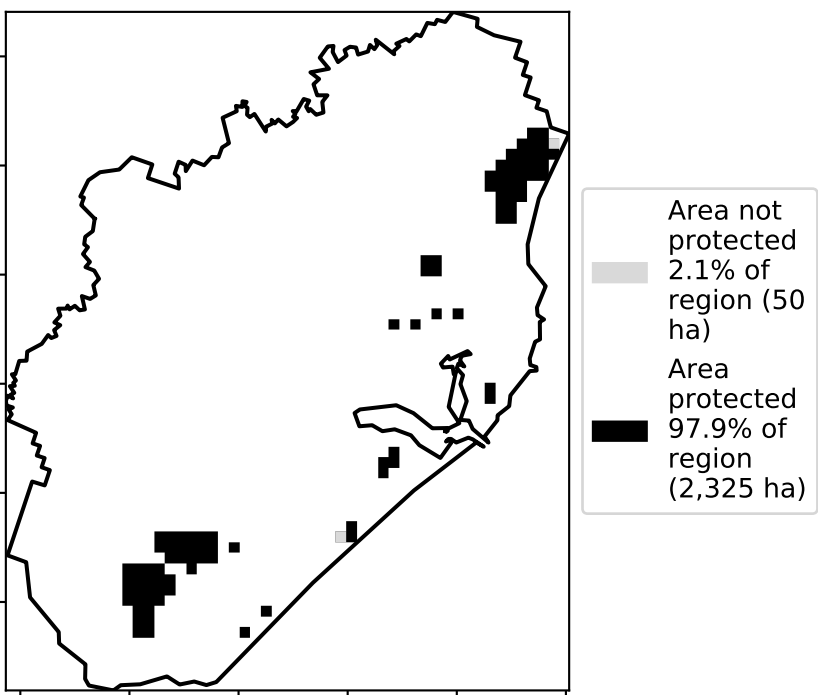 Area not
protected
2.1% of
region (50
ha)
Area
protected
97.9% of
region
(2,325 ha)